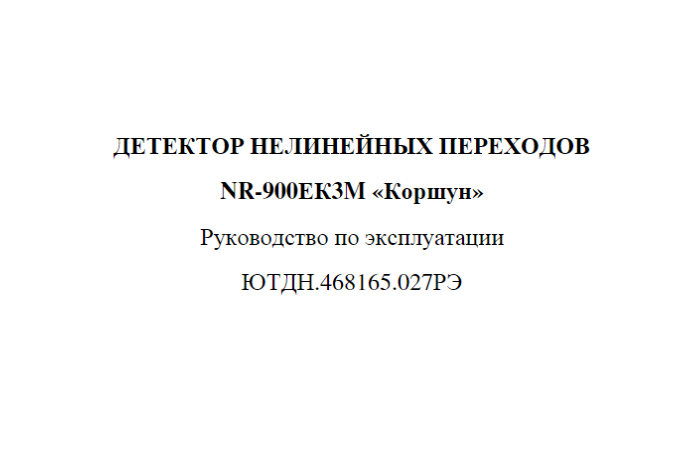 ДЕТЕКТОР НЕЛИНЕЙНЫХ ПЕРЕХОДОВ
NR-900ЕК3М «Коршун»
Руководство по эксплуатации
ЮТДН.468165.027РЭ